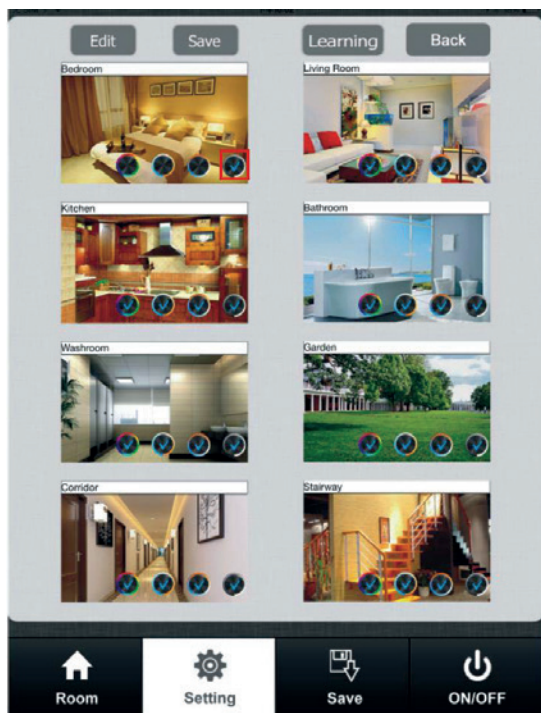 Edit Save Learning Back
Bedroom Living Room
Kitchen Bathroom
Washroom Garden
Corridor Stairway
Room Setting Save ON/OFF